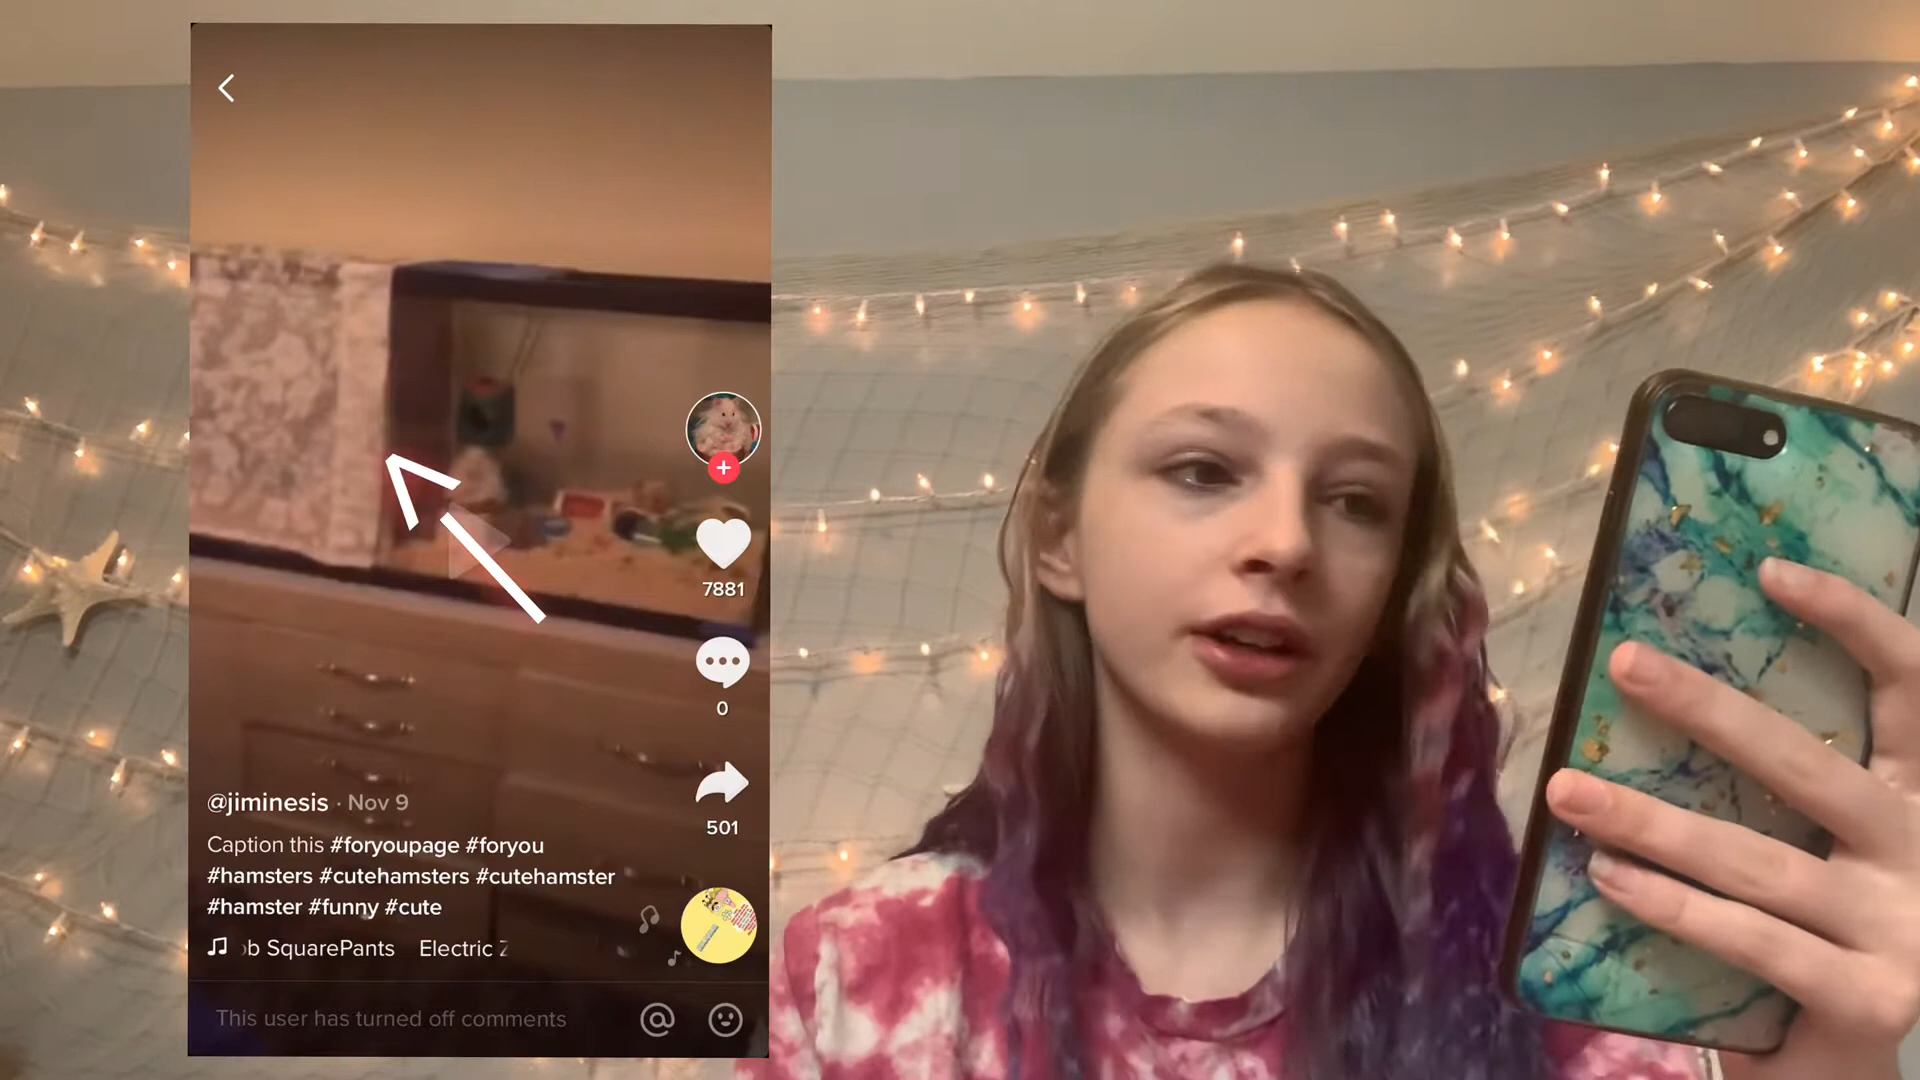 7881
0
501
@jiminesis · Nov 9
Caption this #foryoupage #foryou
#hamsters #cutehamsters #cutehamster
#hamster #funny #cute
b SquarePants Electric Z
This user has turned off comments